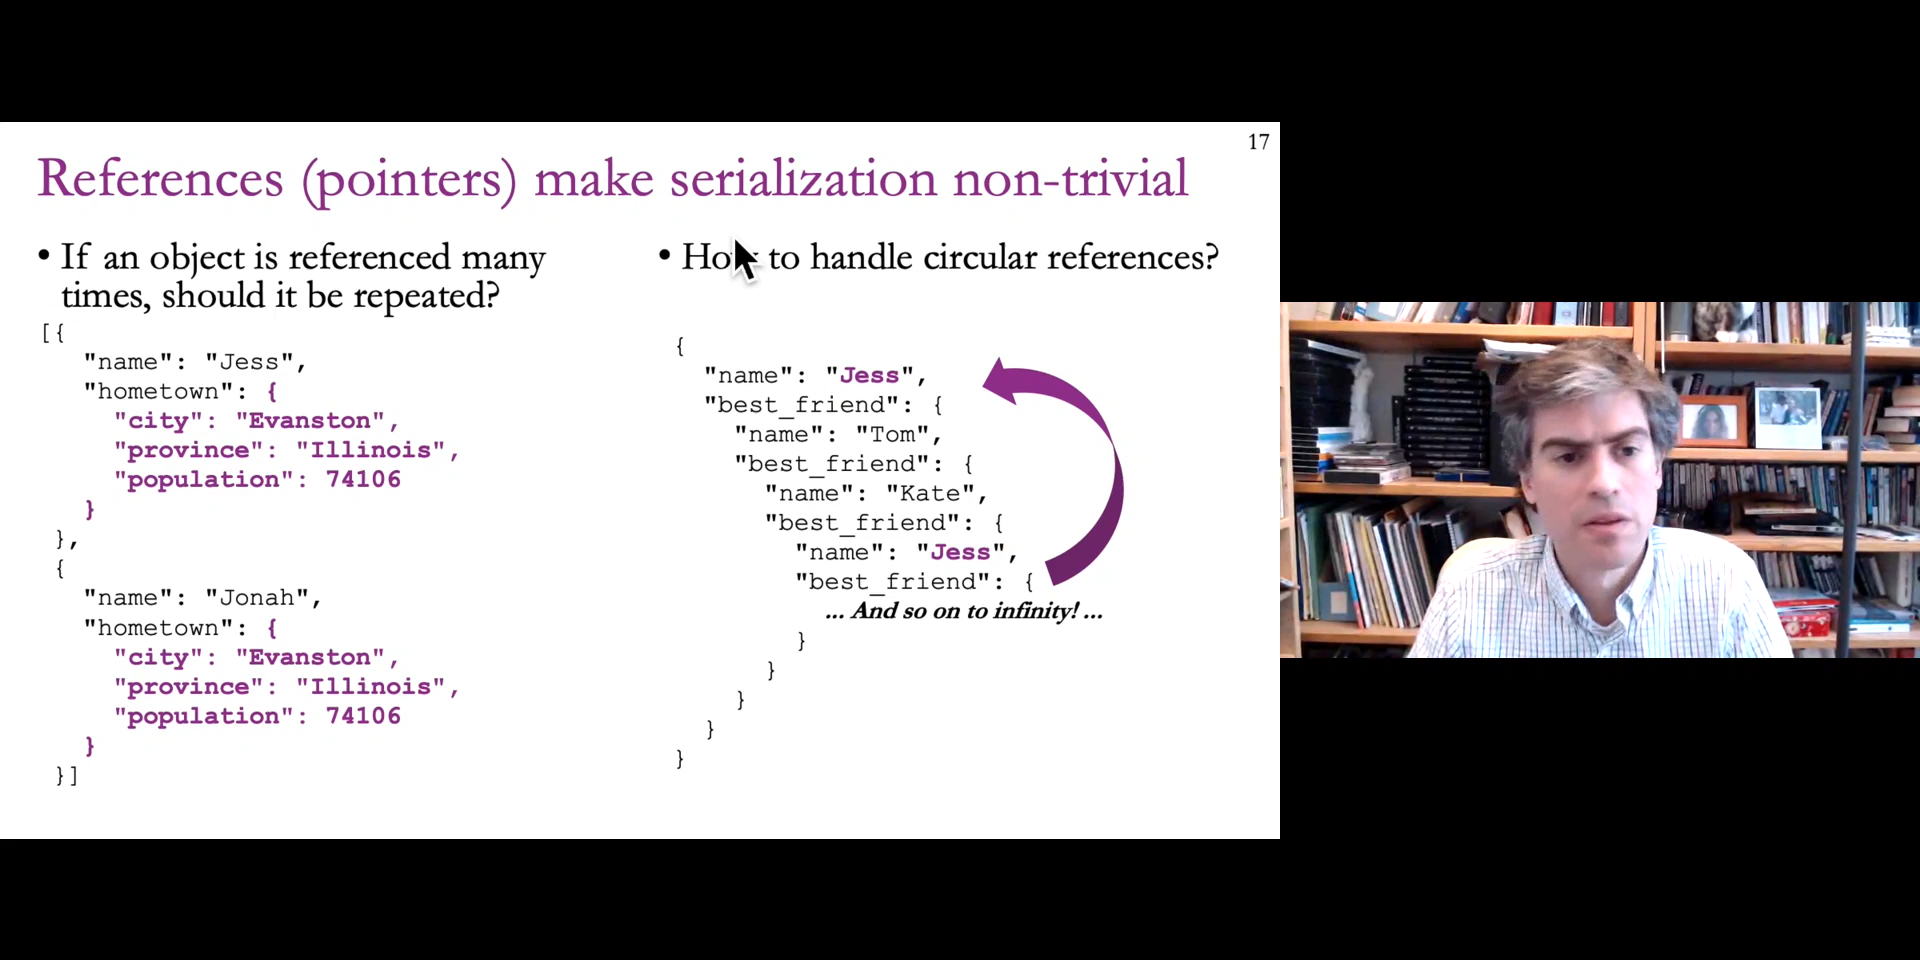 17
References (pointers) make serialization non-trivial
• If an object is referenced many
times, should it be repeated?
[{
"name": "Jess",
"hometown": {
"city": "Evanston",
"province": "Illinois",
"population": 74106
}
},
{
"name": "Jonah",
"hometown": {
"city": "Evanston",
"province": "Illinois",
"population": 74106
}
}]
• How to handle circular references?
{
"name": "Jess",
"best_friend": {
"name": "Tom",
"best_friend": {
"name": "Kate",
"best_friend": {
"name": "Jess",
"best_friend": {
... And so on to infinity! ...
}
}
}
}
}